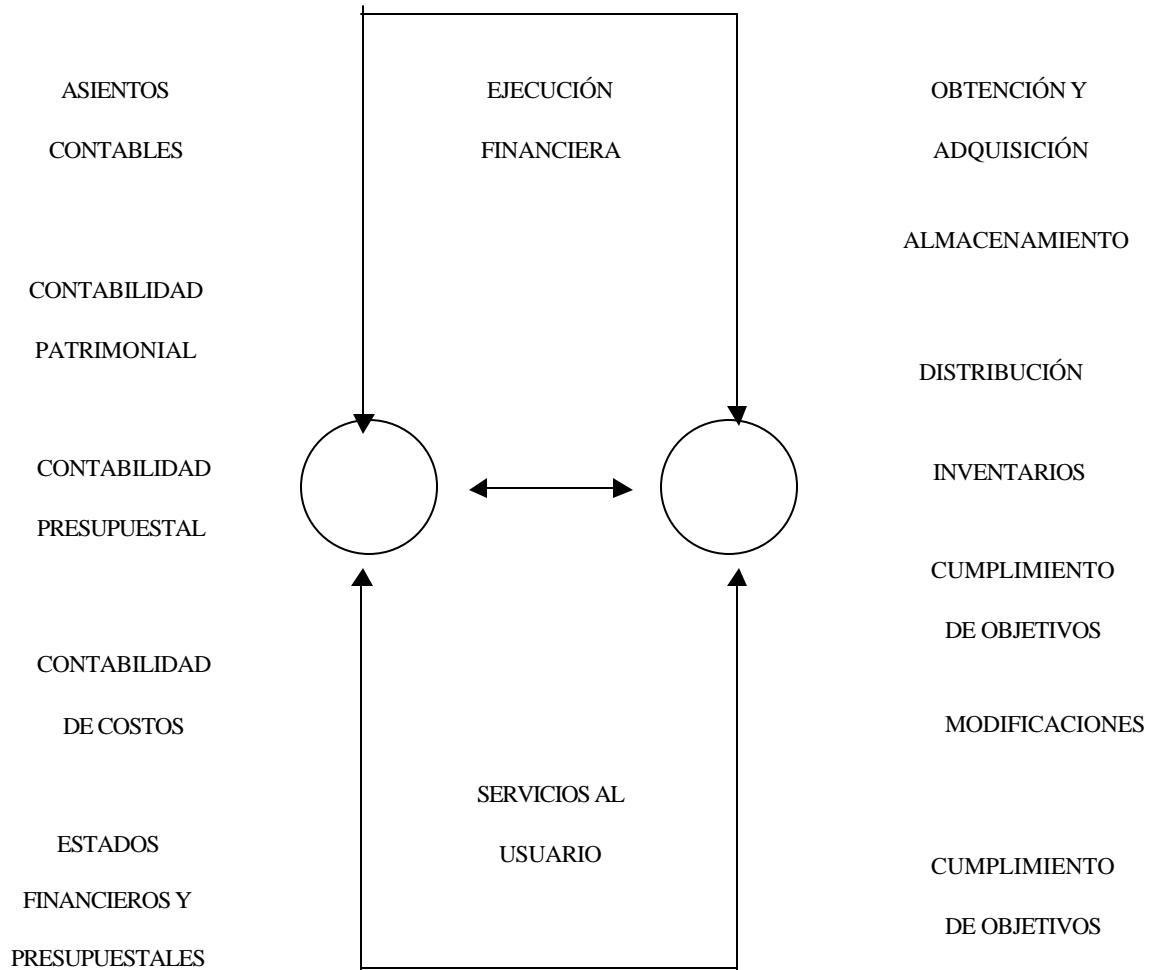 ASIENTOS
CONTABLES
CONTABILIDAD
PATRIMONIAL
CONTABILIDAD
PRESUPUESTAL
CONTABILIDAD
DE COSTOS
ESTADOS
FINANCIEROS Y
PRESUPUESTALES
EJECUCIÓN
FINANCIERA
SERVICIOS AL
USUARIO
OBTENCIÓN Y
ADQUISICIÓN
ALMACENAMIENTO
DISTRIBUCIÓN
INVENTARIOS
CUMPLIMIENTO
DE OBJETIVOS
MODIFICACIONES
CUMPLIMIENTO
DE OBJETIVOS